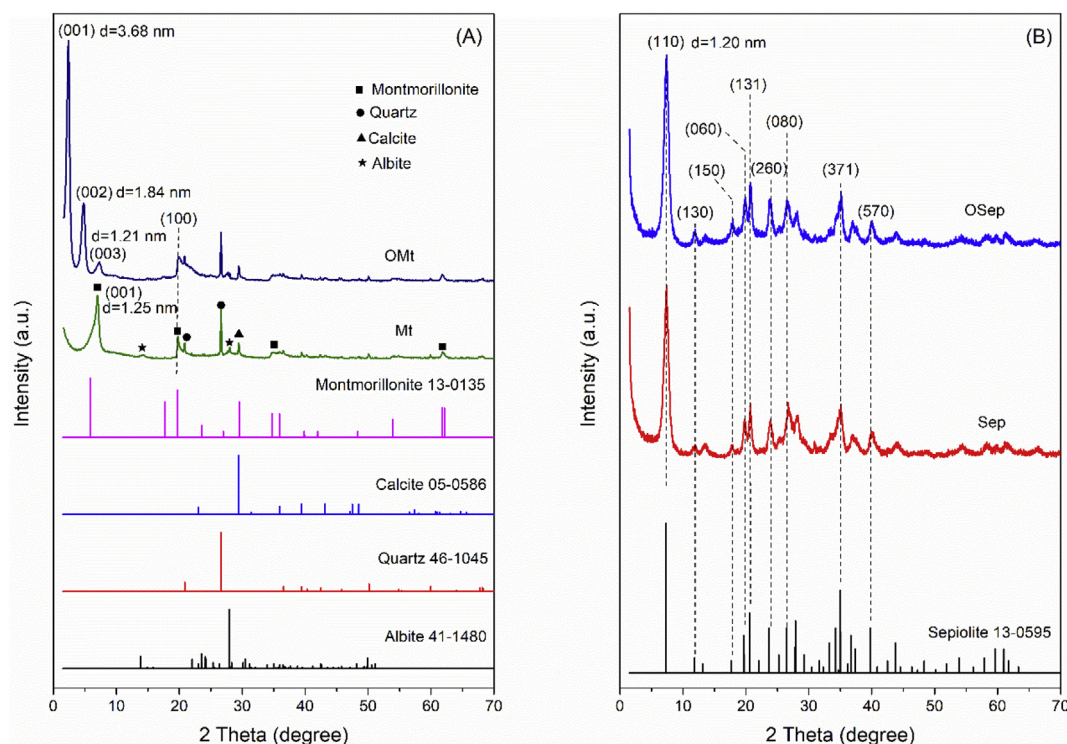 (A)
(001) d=3.68 nm
■ Montmorillonite
● Quartz
▲ Calcite
★ Albite
(002) d=1.84 nm
(100)
d=1.21 nm
(003)
OMt
(001)
d=1.25 nm
Mt
Montmorillonite 13-0135
Calcite 05-0586
Quartz 46-1045
Albite 41-1480
Intensity (a.u.)
0 10 20 30 40 50 60 70
2 Theta (degree)
(B)
(110) d=1.20 nm
(131)
(060)
(080)
(150)
(260)
(371)
(130)
(570)
OSep
Sep
Sepiolite 13-0595
Intensity (a.u.)
0 10 20 30 40 50 60 70
2 Theta (degree)